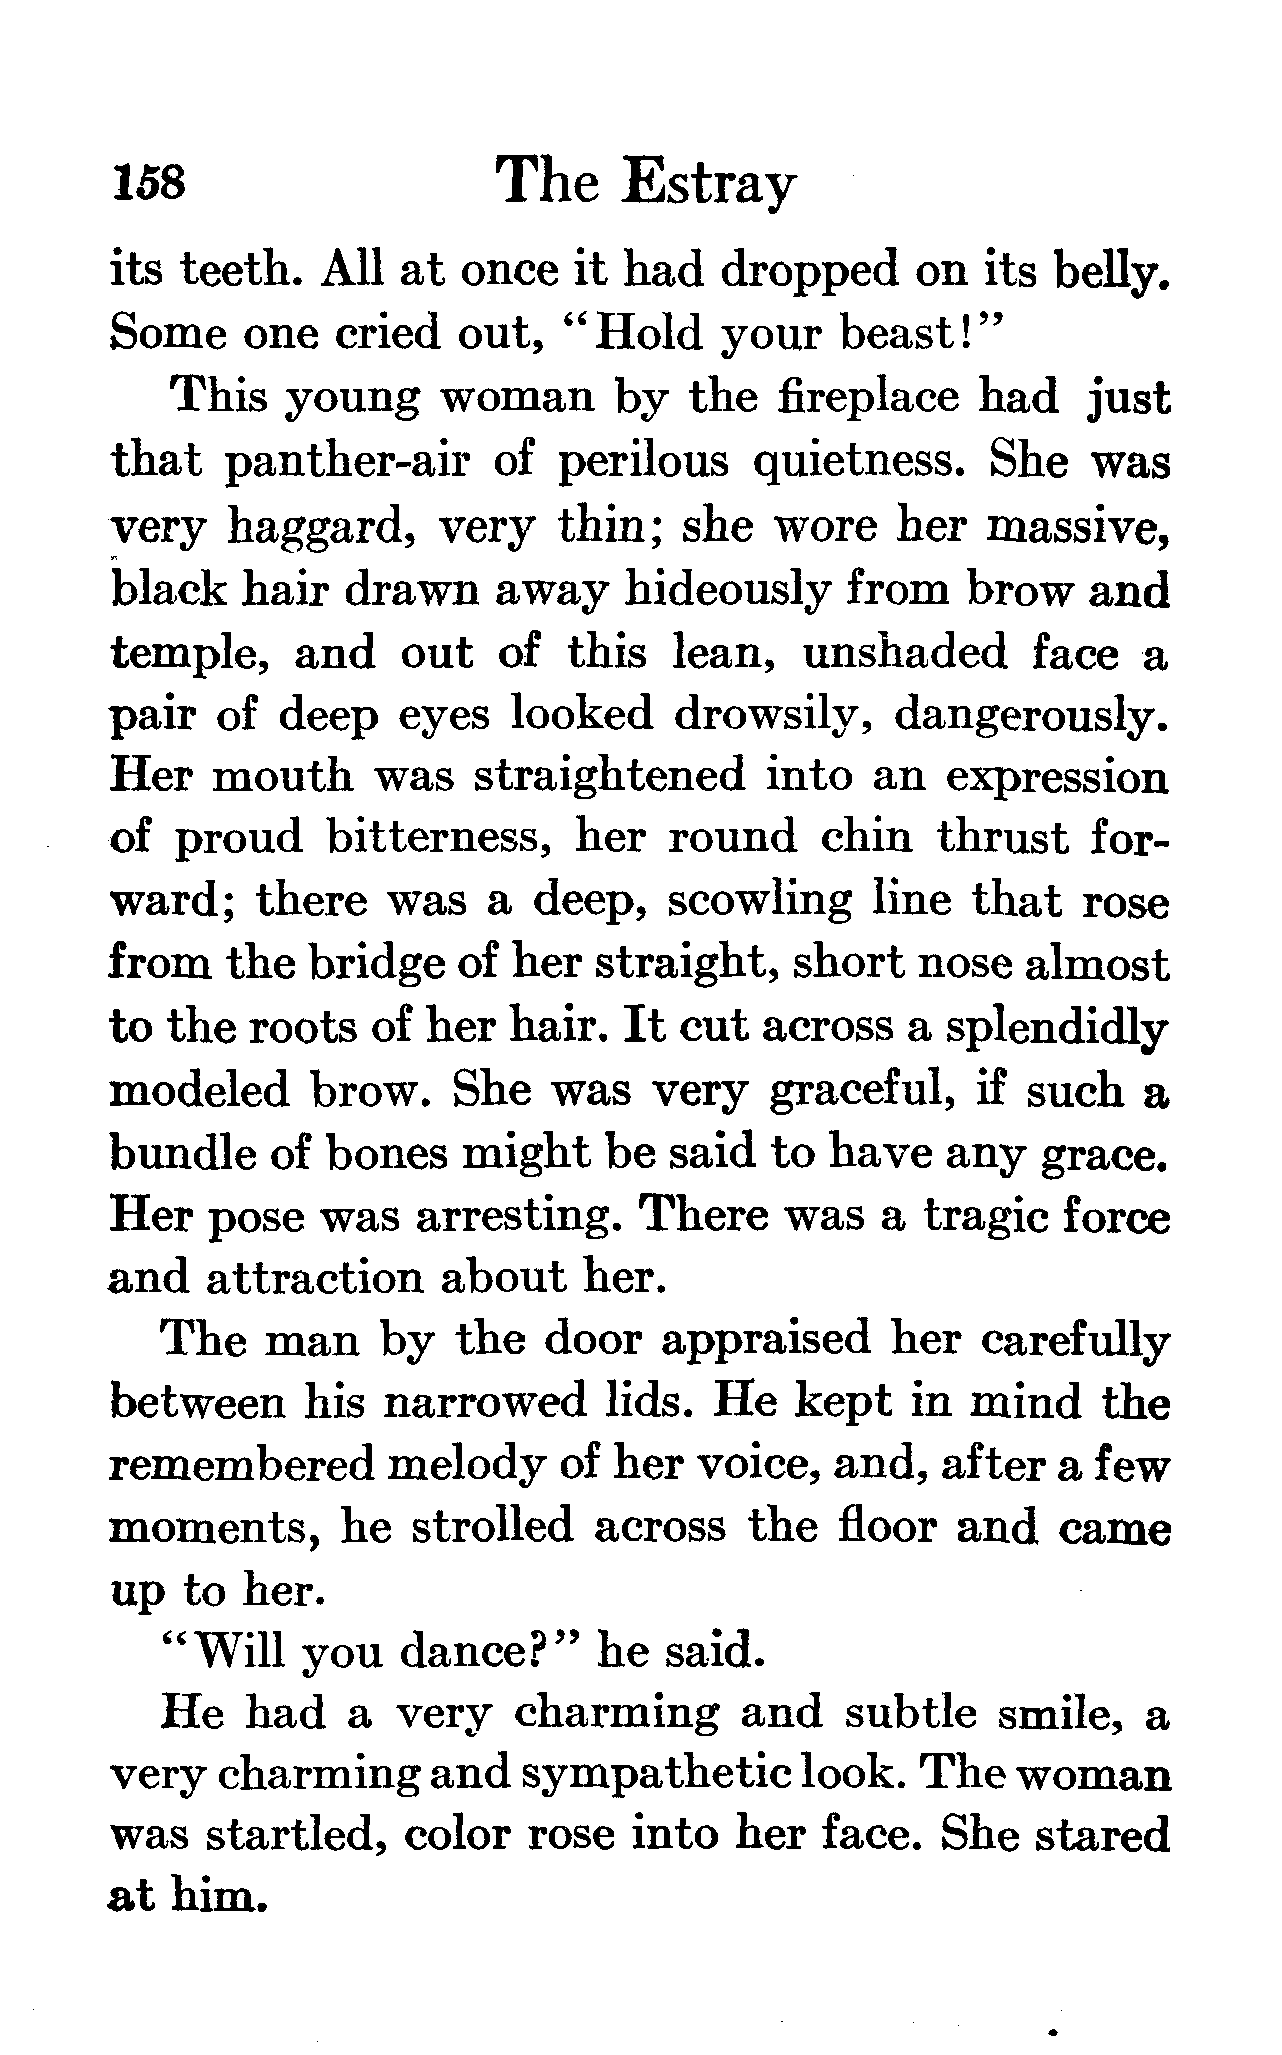 158 The Estray
its teeth. All at once it had dropped on its belly.
Some one cried out, "Hold your beast!"
This young woman by the fireplace had just
that panther-air of perilous quietness. She was
very haggard, very thin; she wore her massive,
black hair drawn away hideously from brow and
temple, and out of this lean, unshaded face a
pair of deep eyes looked drowsily, dangerously.
Her mouth was straightened into an expression
of proud bitterness, her round chin thrust for-
ward; there was a deep, scowling line that rose
from the bridge of her straight, short nose almost
to the roots of her hair. It cut across a splendidly
modeled brow. She was very graceful, if such a
bundle of bones might be said to have any grace.
Her pose was arresting. There was a tragic force
and attraction about her.
The man by the door appraised her carefully
between his narrowed lids. He kept in mind the
remembered melody of her voice, and, after a few
moments, he strolled across the floor and came
up to her.
"Will you dance?" he said.
He had a very charming and subtle smile, a
very charming and sympathetic look. The woman
was startled, color rose into her face. She stared
at him.